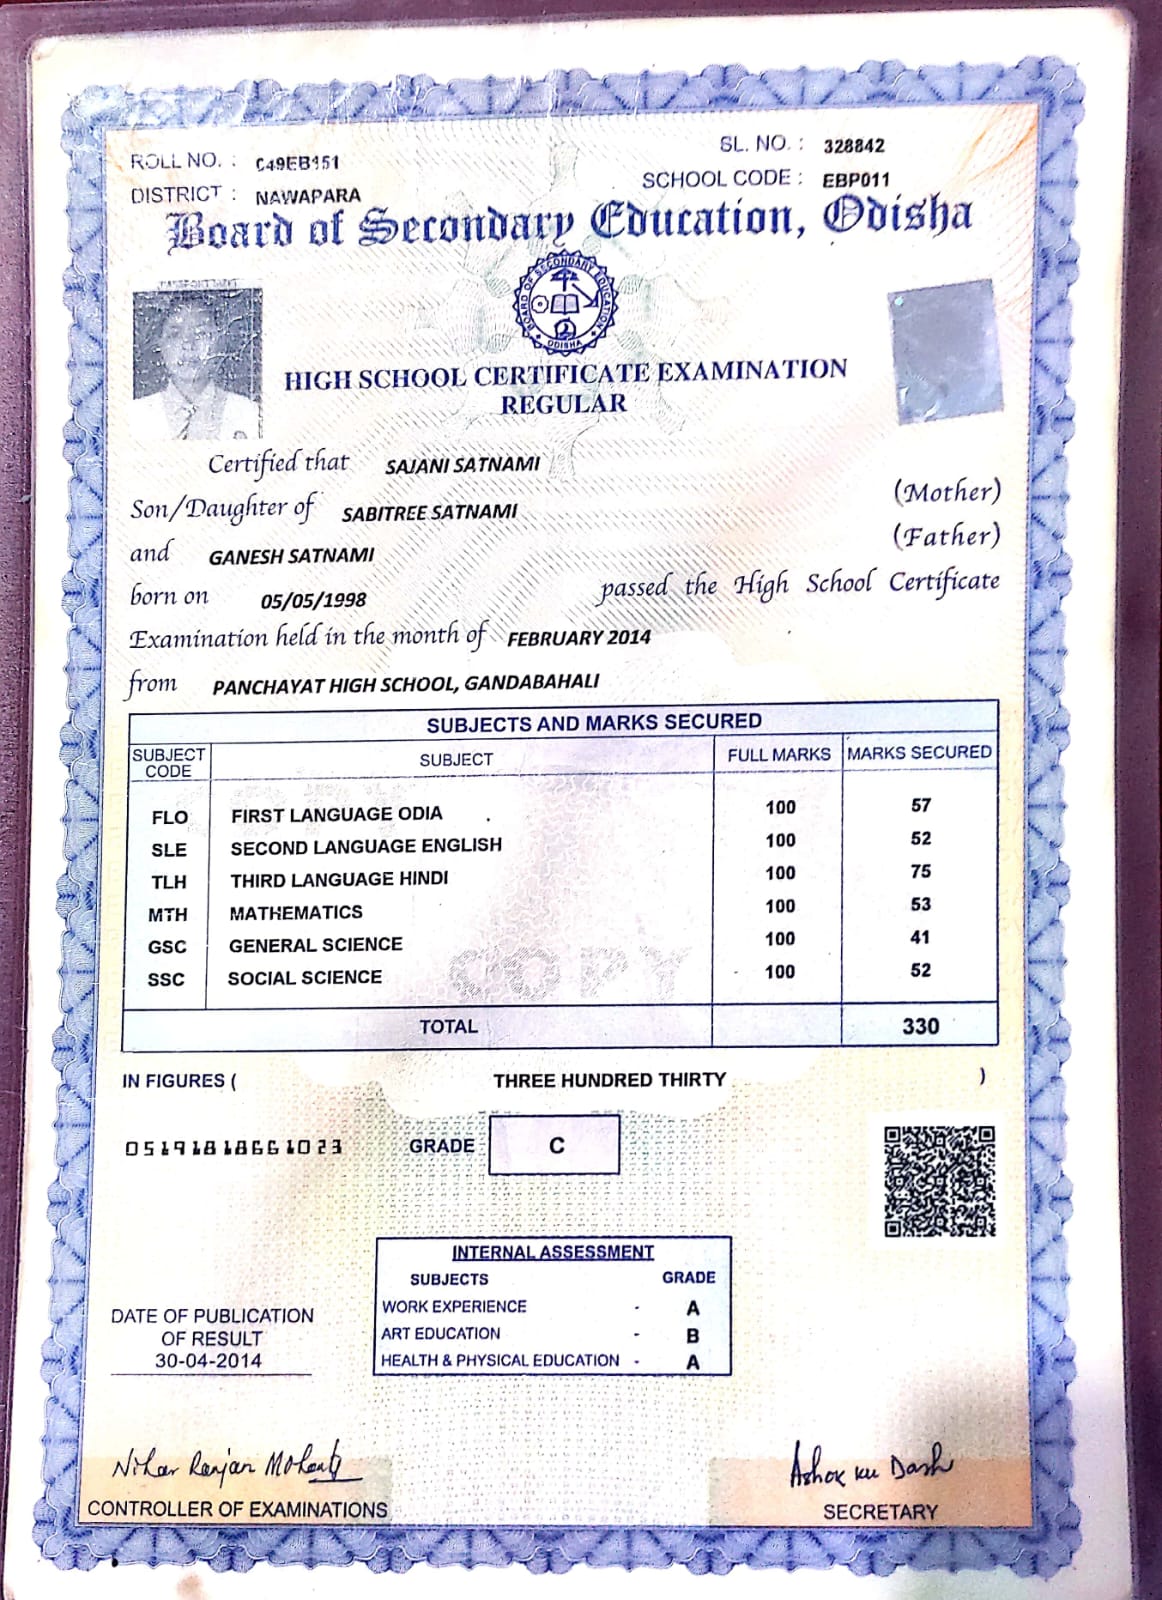 ROLL NO. : C49EB151
SL. NO. : 328842
DISTRICT : NAWAPARA
SCHOOL CODE : EBP011
Board of Secondary Education, Odisha
BOARD OF SECONDARY EDUCATION
ODISHA
HIGH SCHOOL CERTIFICATE EXAMINATION
REGULAR
Certified that SAJANI SATNAMI
Son/Daughter of SABITREE SATNAMI (Mother)
and GANESH SATNAMI (Father)
born on 05/05/1998 passed the High School Certificate
Examination held in the month of FEBRUARY 2014
from PANCHAYAT HIGH SCHOOL, GANDABAHALI
SUBJECTS AND MARKS SECURED
SUBJECT CODE SUBJECT FULL MARKS MARKS SECURED
FLO FIRST LANGUAGE ODIA 100 57
SLE SECOND LANGUAGE ENGLISH 100 52
TLH THIRD LANGUAGE HINDI 100 75
MTH MATHEMATICS 100 53
GSC GENERAL SCIENCE 100 41
SSC SOCIAL SCIENCE 100 52
COPY
TOTAL 330
IN FIGURES ( THREE HUNDRED THIRTY )
05191818661023 GRADE C
INTERNAL ASSESSMENT
SUBJECTS GRADE
WORK EXPERIENCE - A
ART EDUCATION - B
HEALTH & PHYSICAL EDUCATION - A
DATE OF PUBLICATION
OF RESULT
30-04-2014
Nihar Ranjan Mohanty
Ashok Ku Dash
CONTROLLER OF EXAMINATIONS
SECRETARY